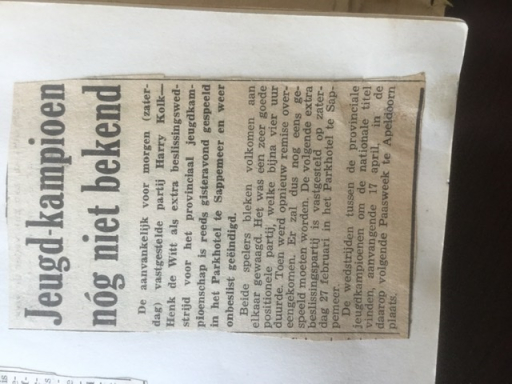 Jeugd-kampioen
nóg niet bekend
De aanvankelijk voor morgen (zater-
dag) vastgestelde partij Harry Kolk—
Henk de Witt als extra beslissingswed-
strijd voor het provinciaal jeugdkam-
pioenschap is reeds gisteravond gespeeld
in het Parkhotel te Sappemeer en weer
onbeslist geëindigd.
Beide spelers bleken volkomen aan
elkaar gewaagd. Het was een zeer goede
positionele partij, welke bijna vier uur
duurde. Toen werd opnieuw remise over-
eengekomen. Er zal dus nog eens ge-
speeld moeten worden. De volgende extra
beslissingspartij is vastgesteld op zater-
dag 27 februari in het Parkhotel te Sap-
pemeer.
De wedstrijden tussen de provinciale
jeugdkampioenen om de nationale titel
vinden, aanvangende 17 april, in de
daarop volgende Paasweek te Apeldoorn
plaats.